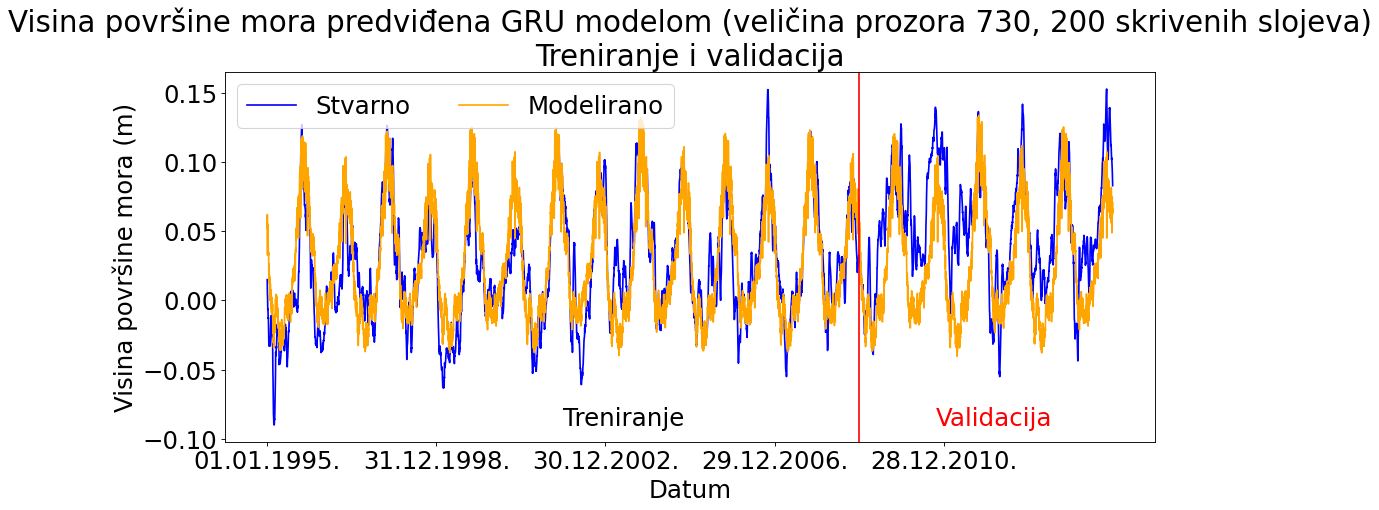 Visina površine mora predviđena GRU modelom (veličina prozora 730, 200 skrivenih slojeva)
Treniranje i validacija
Stvarno
Modelirano
Visina površine mora (m)
0.15
0.10
0.05
0.00
−0.05
−0.10
Treniranje
Validacija
01.01.1995.
31.12.1998.
30.12.2002.
29.12.2006.
28.12.2010.
Datum